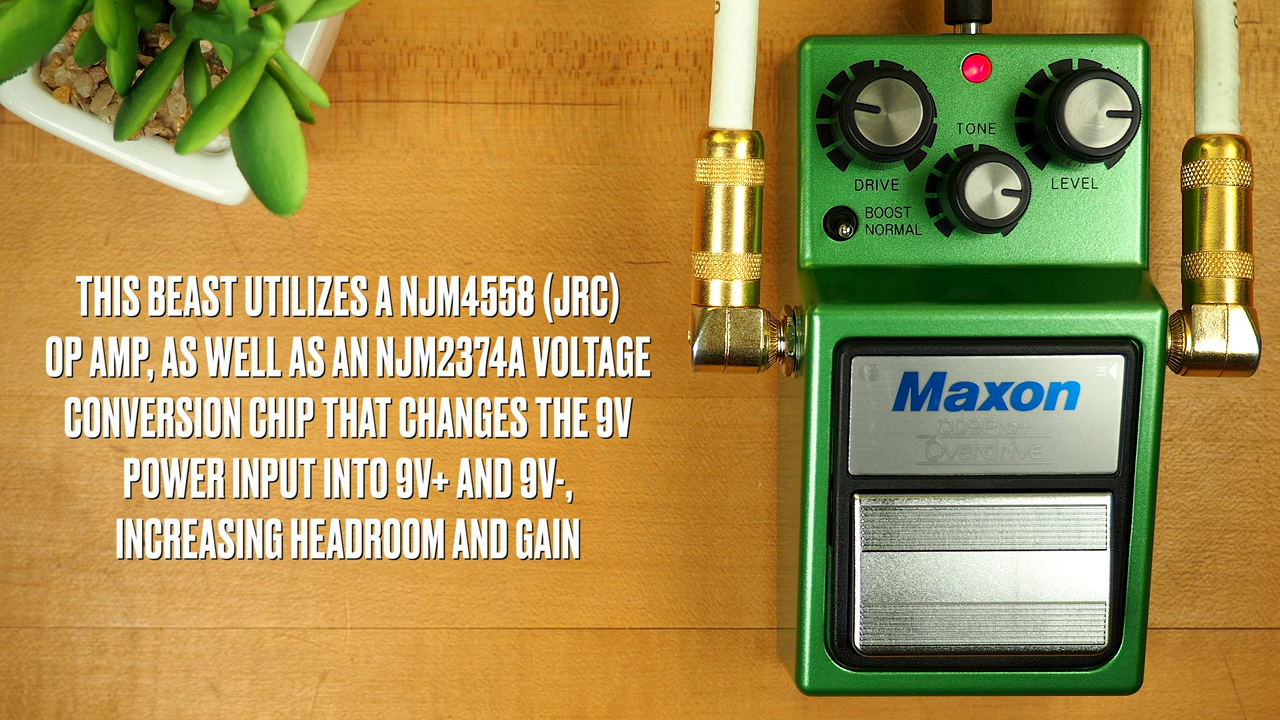 THIS BEAST UTILIZES A NJM4558 (JRC)
OP AMP, AS WELL AS AN NJM2374A VOLTAGE
CONVERSION CHIP THAT CHANGES THE 9V
POWER INPUT INTO 9V+ AND 9V-,
INCREASING HEADROOM AND GAIN
TONE
DRIVE
LEVEL
BOOST
NORMAL
Maxon
Overdrive